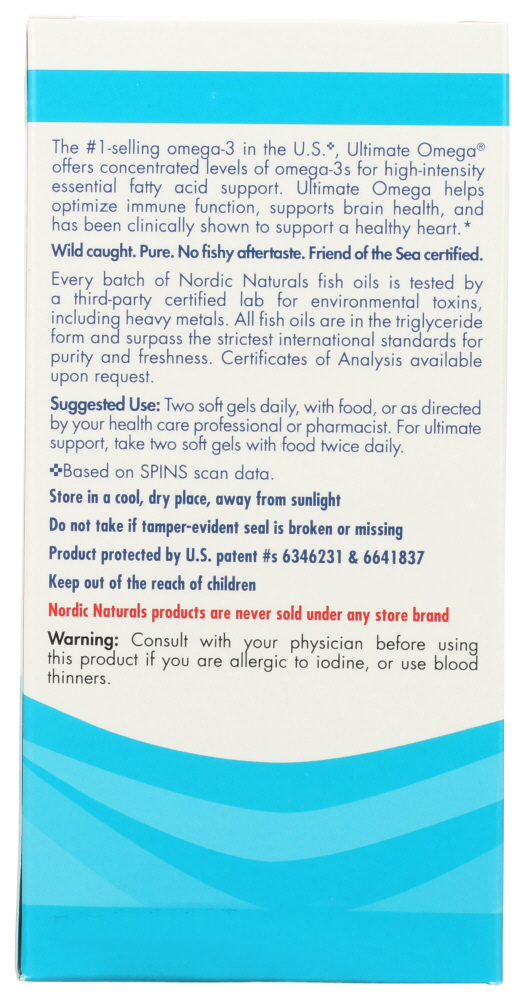 The #1-selling omega-3 in the U.S.✤, Ultimate Omega®
offers concentrated levels of omega-3s for high-intensity
essential fatty acid support. Ultimate Omega helps
optimize immune function, supports brain health, and
has been clinically shown to support a healthy heart.*
Wild caught. Pure. No fishy aftertaste. Friend of the Sea certified.
Every batch of Nordic Naturals fish oils is tested by
a third-party certified lab for environmental toxins,
including heavy metals. All fish oils are in the triglyceride
form and surpass the strictest international standards for
purity and freshness. Certificates of Analysis available
upon request.
Suggested Use: Two soft gels daily, with food, or as directed
by your health care professional or pharmacist. For ultimate
support, take two soft gels with food twice daily.
✤Based on SPINS scan data.
Store in a cool, dry place, away from sunlight
Do not take if tamper-evident seal is broken or missing
Product protected by U.S. patent #s 6346231 & 6641837
Keep out of the reach of children
Nordic Naturals products are never sold under any store brand
Warning: Consult with your physician before using
this product if you are allergic to iodine, or use blood
thinners.